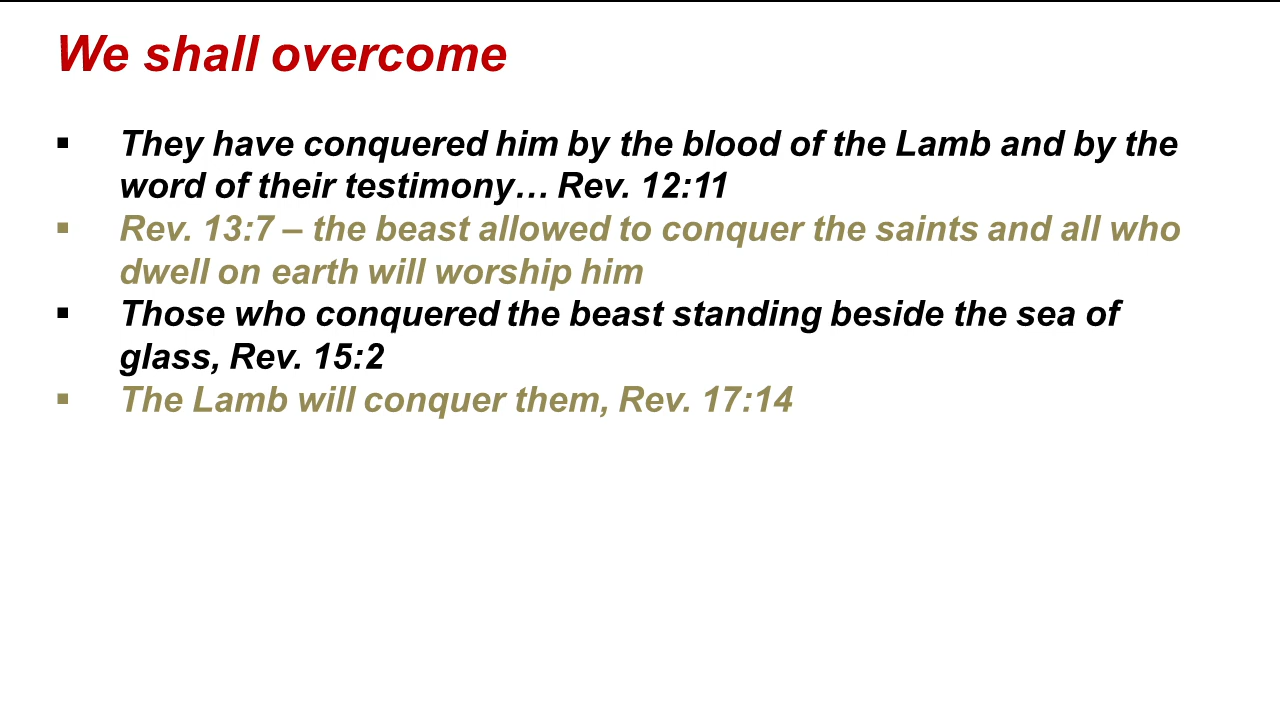 We shall overcome
▪ They have conquered him by the blood of the Lamb and by the
word of their testimony… Rev. 12:11
▪ Rev. 13:7 – the beast allowed to conquer the saints and all who
dwell on earth will worship him
▪ Those who conquered the beast standing beside the sea of
glass, Rev. 15:2
▪ The Lamb will conquer them, Rev. 17:14